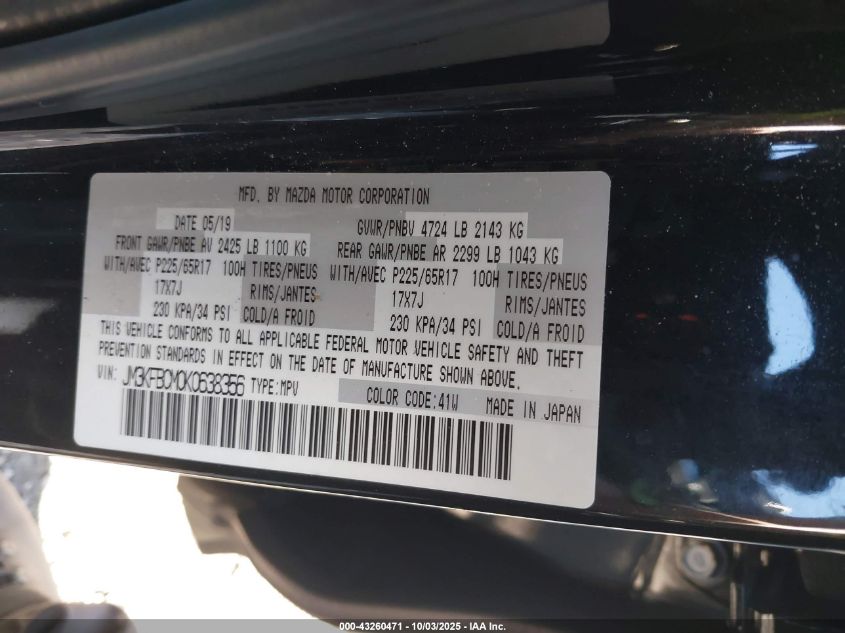 MFD. BY MAZDA MOTOR CORPORATION
DATE 05/19 GVWR/PNBV 4724 LB 2143 KG
FRONT GAWR/PNBE AV 2425 LB 1100 KG REAR GAWR/PNBE AR 2299 LB 1043 KG
WITH/AVEC P225/65R17 100H TIRES/PNEUS WITH/AVEC P225/65R17 100H TIRES/PNEUS
17X7J RIMS/JANTES 17X7J RIMS/JANTES
230 KPA/34 PSI COLD/A FROID 230 KPA/34 PSI COLD/A FROID
THIS VEHICLE CONFORMS TO ALL APPLICABLE FEDERAL MOTOR VEHICLE SAFETY AND THEFT
PREVENTION STANDARDS IN EFFECT ON THE DATE OF MANUFACTURE SHOWN ABOVE.
VIN: JM3KFBCM0K0638356 TYPE:MPV
COLOR CODE:41W MADE IN JAPAN
000-43260471 - 10/03/2025 - IAA Inc.